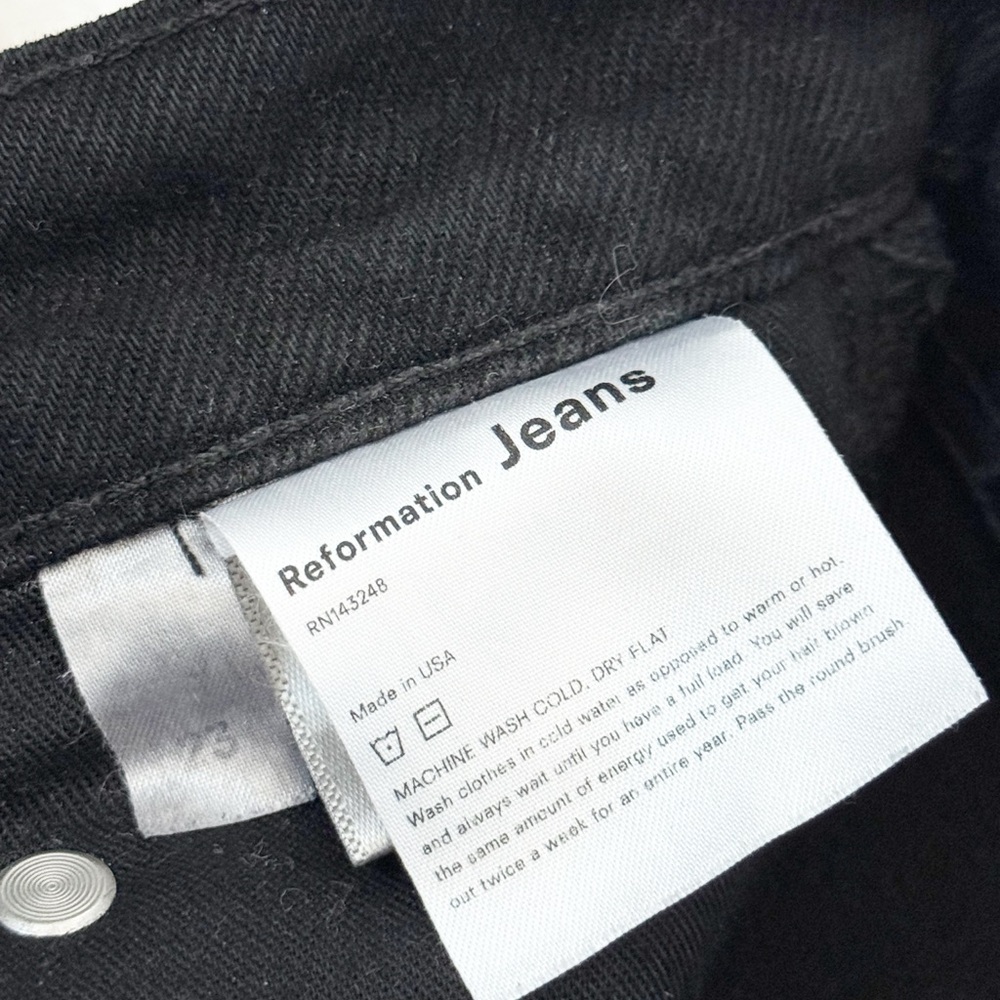 Reformation Jeans
RN143248
Made in USA
MACHINE WASH COLD, DRY FLAT
Wash clothes in cold water as opposed to warm or hot,
and always wait until you have a full load. You will save
the same amount of energy used to get your hair blown
out twice a week for an entire year. Pass the round brush.
23